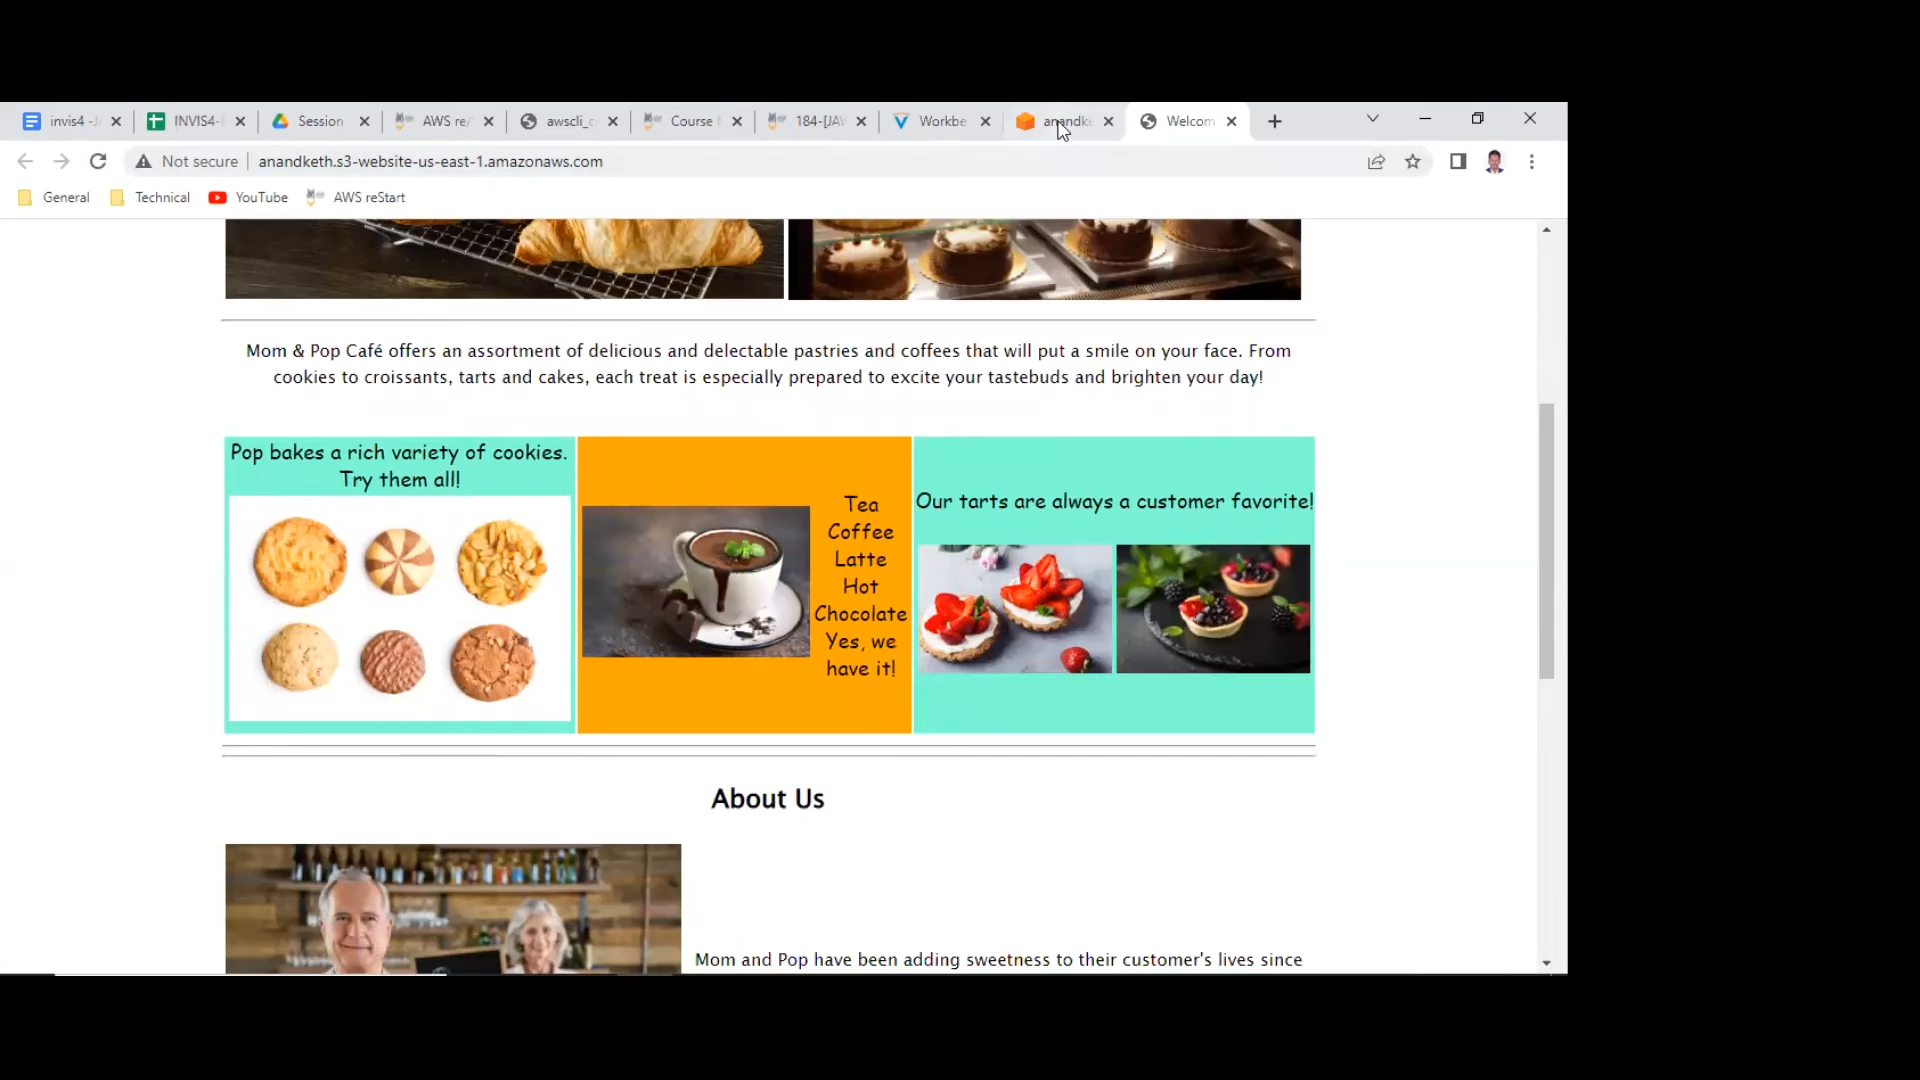 invis4 -J
INVIS4-
Session
AWS re/
awscli_c
Course
184-[JAV
Workbe
anandke
Welcom
Not secure
anandketh.s3-website-us-east-1.amazonaws.com
General
Technical
YouTube
AWS reStart
Mom & Pop Café offers an assortment of delicious and delectable pastries and coffees that will put a smile on your face. From
cookies to croissants, tarts and cakes, each treat is especially prepared to excite your tastebuds and brighten your day!
Pop bakes a rich variety of cookies.
Try them all!
Tea
Coffee
Latte
Hot
Chocolate
Yes, we
have it!
Our tarts are always a customer favorite!
About Us
Mom and Pop have been adding sweetness to their customer's lives since